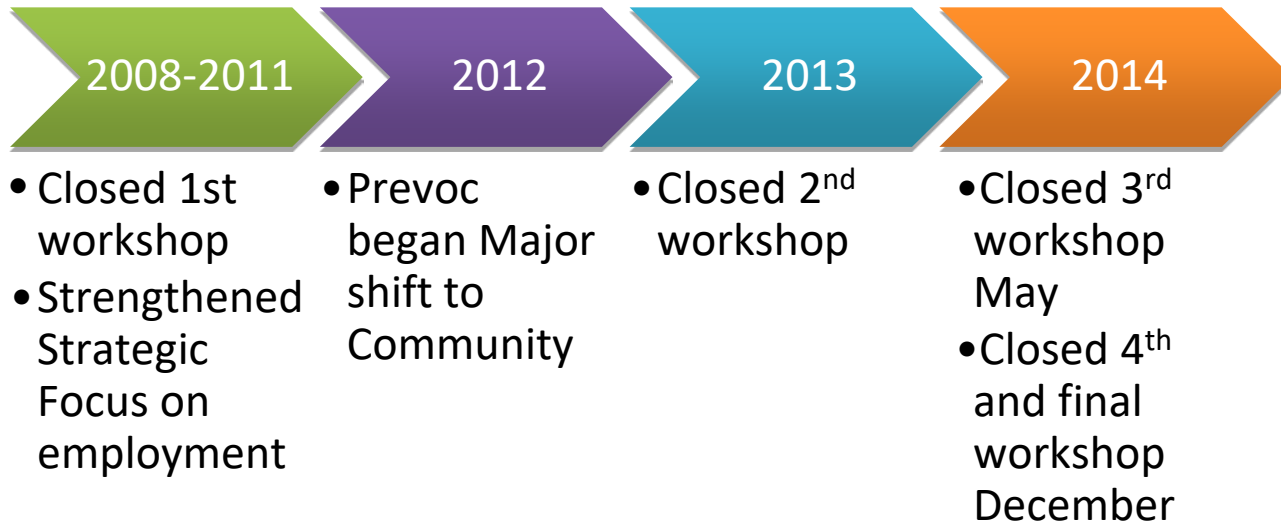 2008-2011
2012
2013
2014
• Closed 1st
workshop
•Strengthened
Strategic
Focus on
employment
•Prevoc
began Major
shift to
Community
•Closed 2nd
workshop
•Closed 3rd
workshop
May
•Closed 4th
and final
workshop
December